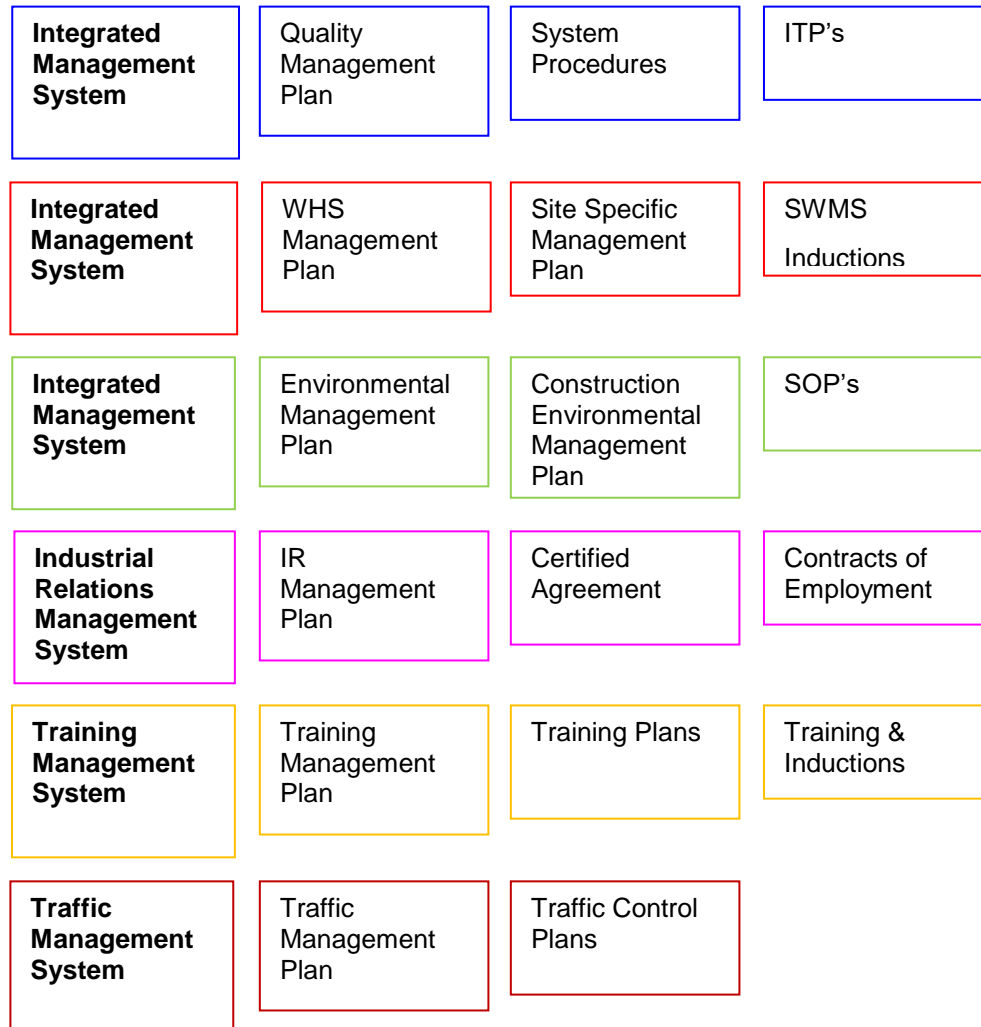 Integrated
Management
System
Quality
Management
Plan
System
Procedures
ITP's
Integrated
Management
System
WHS
Management
Plan
Site Specific
Management
Plan
SWMS
Inductions
Integrated
Management
System
Environmental
Management
Plan
Construction
Environmental
Management
Plan
SOP's
Industrial
Relations
Management
System
IR
Management
Plan
Certified
Agreement
Contracts of
Employment
Training
Management
System
Training
Management
Plan
Training Plans
Training &
Inductions
Traffic
Management
System
Traffic
Management
Plan
Traffic Control
Plans